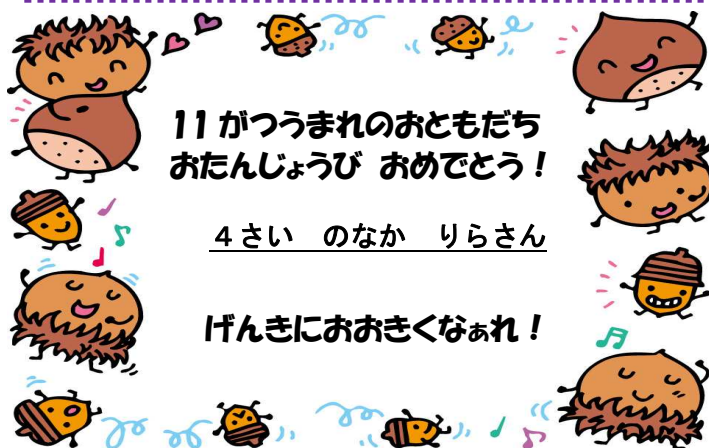 11がつうまれのおともだち
おたんじょうび おめでとう!
4さい のなか りらさん
げんきにおおきくなぁれ!